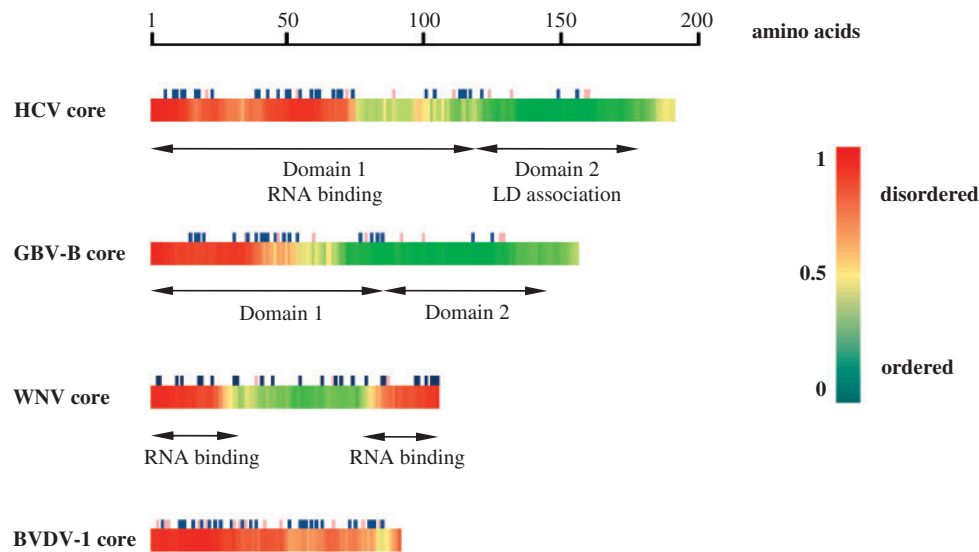 1 50 100 150 200 amino acids
HCV core
Domain 1 Domain 2
RNA binding LD association
GBV-B core
Domain 1 Domain 2
WNV core
RNA binding RNA binding
BVDV-1 core
1
disordered
0.5
ordered
0